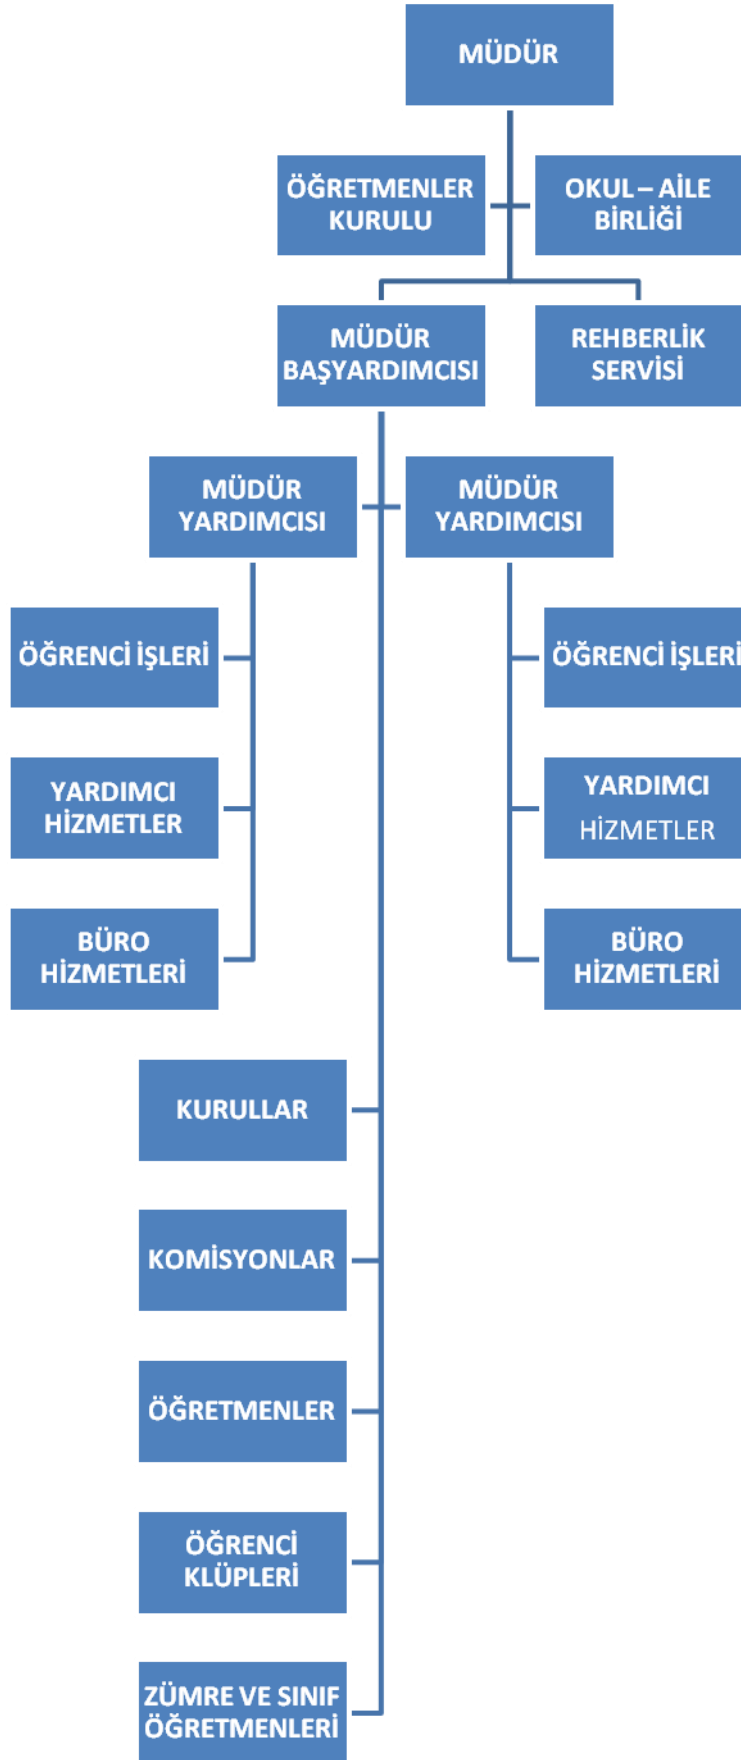 MÜDÜR
ÖĞRETMENLER
KURULU
OKUL – AİLE
BİRLİĞİ
MÜDÜR
BAŞYARDIMCISI
REHBERLİK
SERVİSİ
MÜDÜR
YARDIMCISI
MÜDÜR
YARDIMCISI
ÖĞRENCİ İŞLERİ
ÖĞRENCİ İŞLERİ
YARDIMCI
HİZMETLER
YARDIMCI
HİZMETLER
BÜRO
HİZMETLERİ
BÜRO
HİZMETLERİ
KURULLAR
KOMİSYONLAR
ÖĞRETMENLER
ÖĞRENCİ
KLÜPLERİ
ZÜMRE VE SINIF
ÖĞRETMENLERİ